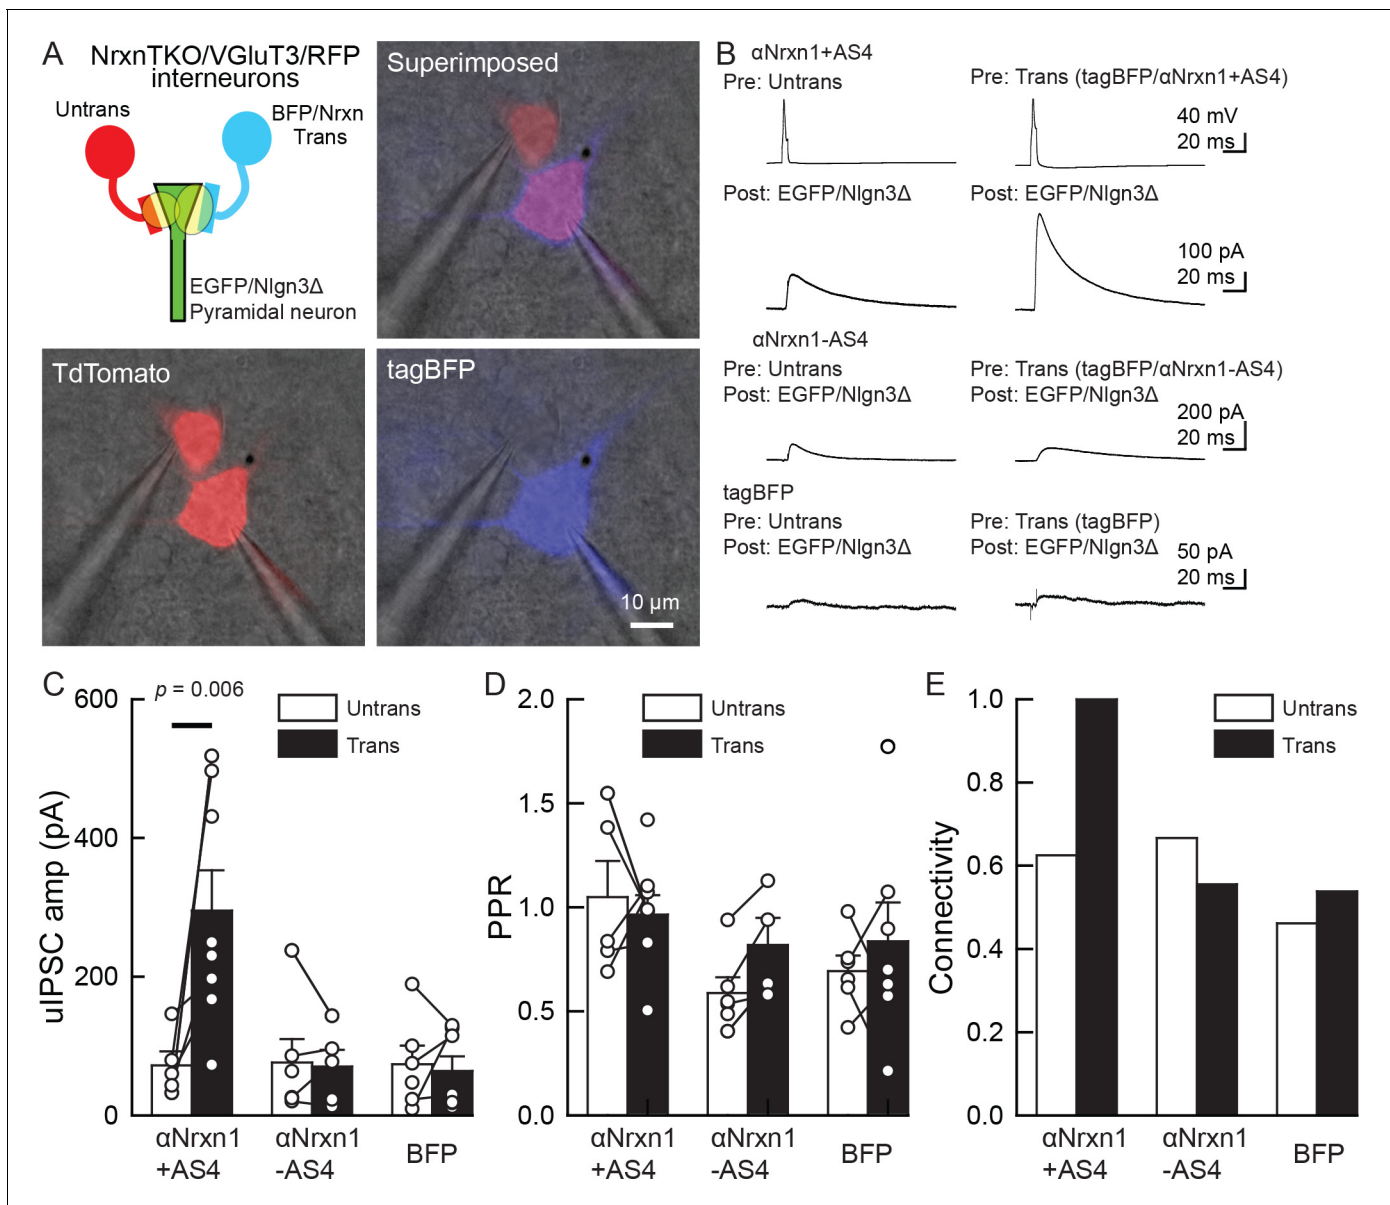 A
NrxnTKO/VGluT3/RFP
interneurons
Untrans
BFP/Nrxn
Trans
EGFP/Nlgn3Δ
Pyramidal neuron
Superimposed
TdTomato
tagBFP
10 µm
B
αNrxn1+AS4
Pre: Untrans
Pre: Trans (tagBFP/αNrxn1+AS4)
40 mV
20 ms
Post: EGFP/Nlgn3Δ
Post: EGFP/Nlgn3Δ
100 pA
20 ms
αNrxn1-AS4
Pre: Untrans
Post: EGFP/Nlgn3Δ
Pre: Trans (tagBFP/αNrxn1-AS4)
Post: EGFP/Nlgn3Δ
200 pA
20 ms
tagBFP
Pre: Untrans
Post: EGFP/Nlgn3Δ
Pre: Trans (tagBFP)
Post: EGFP/Nlgn3Δ
50 pA
20 ms
C
uIPSC amp (pA)
600
400
200
0
p = 0.006
Untrans
Trans
αNrxn1
+AS4
αNrxn1
-AS4
BFP
D
PPR
2.0
1.5
1.0
0.5
0.0
Untrans
Trans
αNrxn1
+AS4
αNrxn1
-AS4
BFP
E
Connectivity
1.0
0.8
0.6
0.4
0.2
0.0
Untrans
Trans
αNrxn1
+AS4
αNrxn1
-AS4
BFP